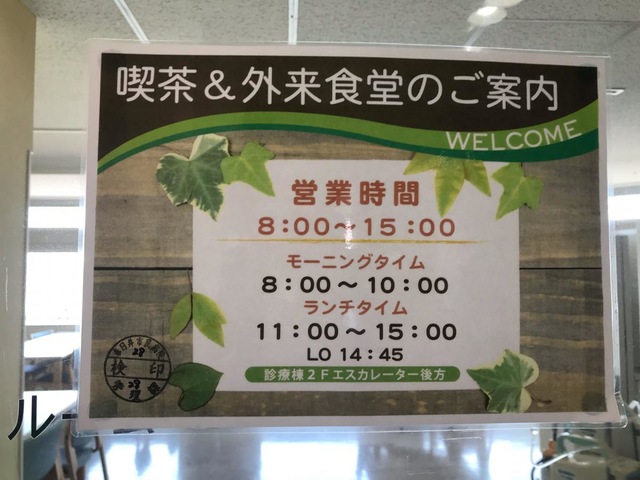 喫茶＆外来食堂のご案内
WELCOME
営業時間
8:00～15:00
モーニングタイム
8:00～10:00
ランチタイム
11:00～15:00
LO 14:45
診療棟２Ｆエスカレーター後方
検印
ルー